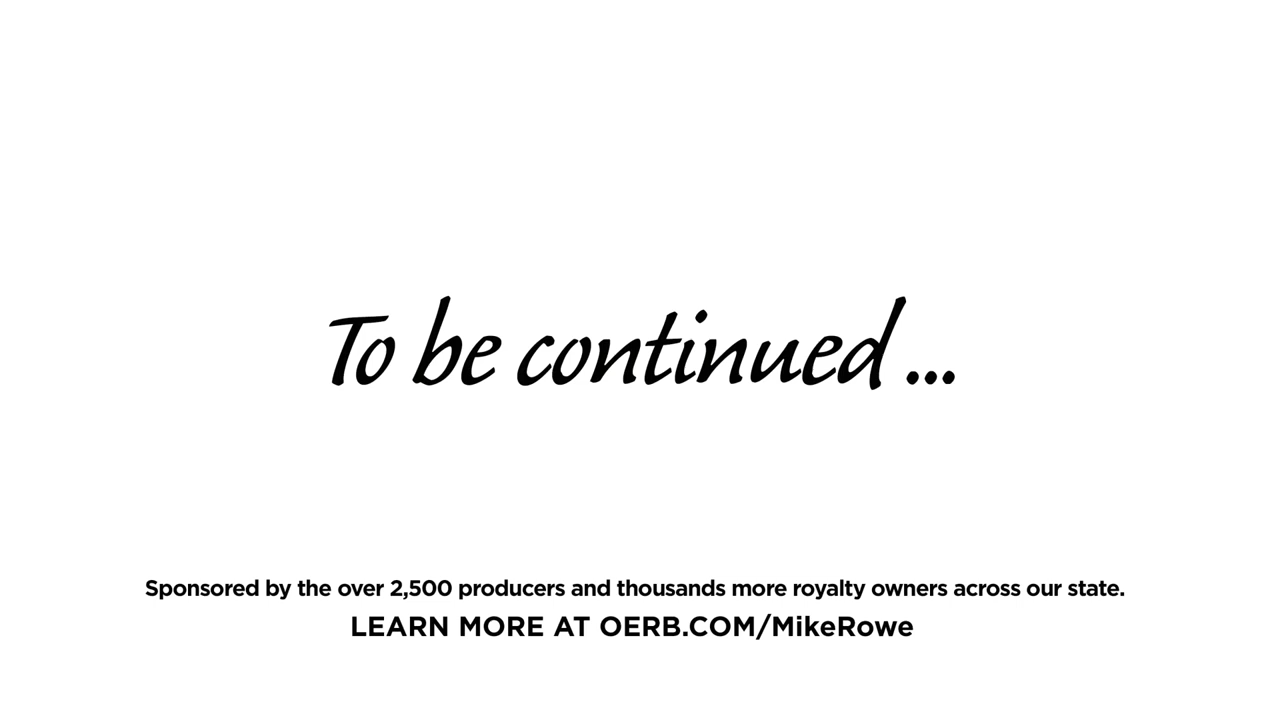 To be continued ...
Sponsored by the over 2,500 producers and thousands more royalty owners across our state.
LEARN MORE AT OERB.COM/MikeRowe